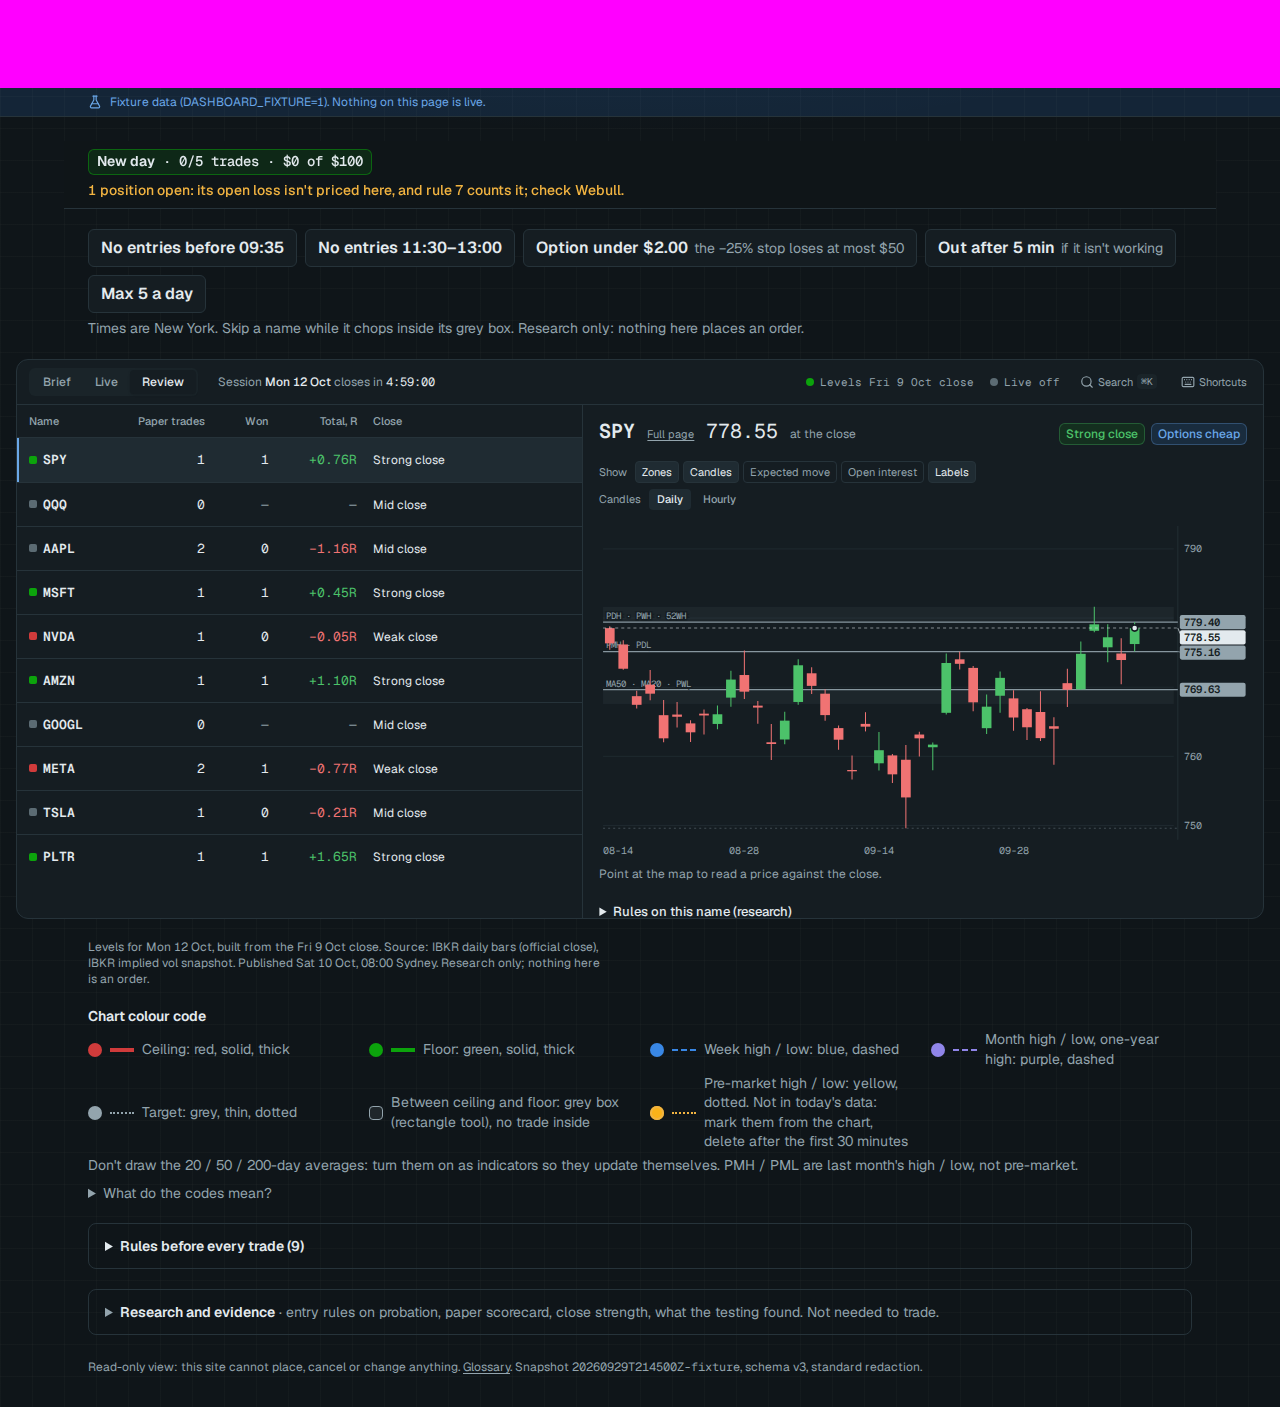 Fixture data (DASHBOARD_FIXTURE=1). Nothing on this page is live.
New day · 0/5 trades · $0 of $100
1 position open: its open loss isn't priced here, and rule 7 counts it; check Webull.
No entries before 09:35
No entries 11:30–13:00
Option under $2.00 the −25% stop loses at most $50
Out after 5 min if it isn't working
Max 5 a day
Times are New York. Skip a name while it chops inside its grey box. Research only: nothing here places an order.
Brief Live Review Session Mon 12 Oct closes in 4:59:00
Levels Fri 9 Oct close Live off Search ⌘K Shortcuts
Name Paper trades Won Total, R Close
SPY 1 1 +0.76R Strong close
QQQ 0 — — Mid close
AAPL 2 0 −1.16R Mid close
MSFT 1 1 +0.45R Strong close
NVDA 1 0 −0.05R Weak close
AMZN 1 1 +1.10R Strong close
GOOGL 0 — — Mid close
META 2 1 −0.77R Weak close
TSLA 1 0 −0.21R Mid close
PLTR 1 1 +1.65R Strong close
SPY Full page 778.55 at the close Strong close Options cheap
Show Zones Candles Expected move Open interest Labels
Candles Daily Hourly
790
PDH · PWH · 52WH
779.40
778.55
PDL
775.16
MA50 · MA20 · PWL
769.63
760
750
08-14 08-28 09-14 09-28
Point at the map to read a price against the close.
Rules on this name (research)
Levels for Mon 12 Oct, built from the Fri 9 Oct close. Source: IBKR daily bars (official close),
IBKR implied vol snapshot. Published Sat 10 Oct, 08:00 Sydney. Research only; nothing here
is an order.
Chart colour code
Ceiling: red, solid, thick
Floor: green, solid, thick
Week high / low: blue, dashed
Month high / low, one-year
high: purple, dashed
Target: grey, thin, dotted
Between ceiling and floor: grey box
(rectangle tool), no trade inside
Pre-market high / low: yellow,
dotted. Not in today's data:
mark them from the chart,
delete after the first 30 minutes
Don't draw the 20 / 50 / 200-day averages: turn them on as indicators so they update themselves. PMH / PML are last month's high / low, not pre-market.
What do the codes mean?
Rules before every trade (9)
Research and evidence · entry rules on probation, paper scorecard, close strength, what the testing found. Not needed to trade.
Read-only view: this site cannot place, cancel or change anything. Glossary. Snapshot 20260929T214500Z-fixture, schema v3, standard redaction.